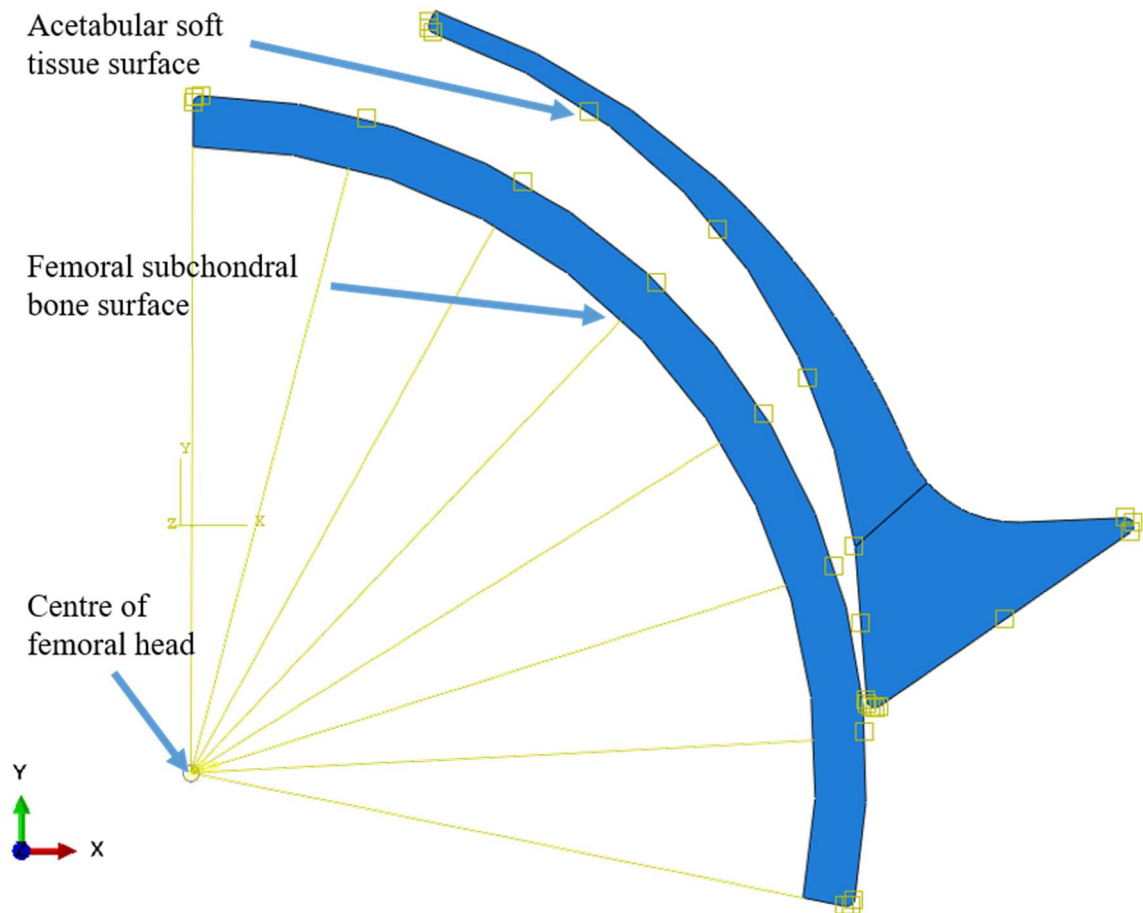 Acetabular soft
tissue surface
Femoral subchondral
bone surface
Y
Z
X
Centre of
femoral head
Y
Z
X